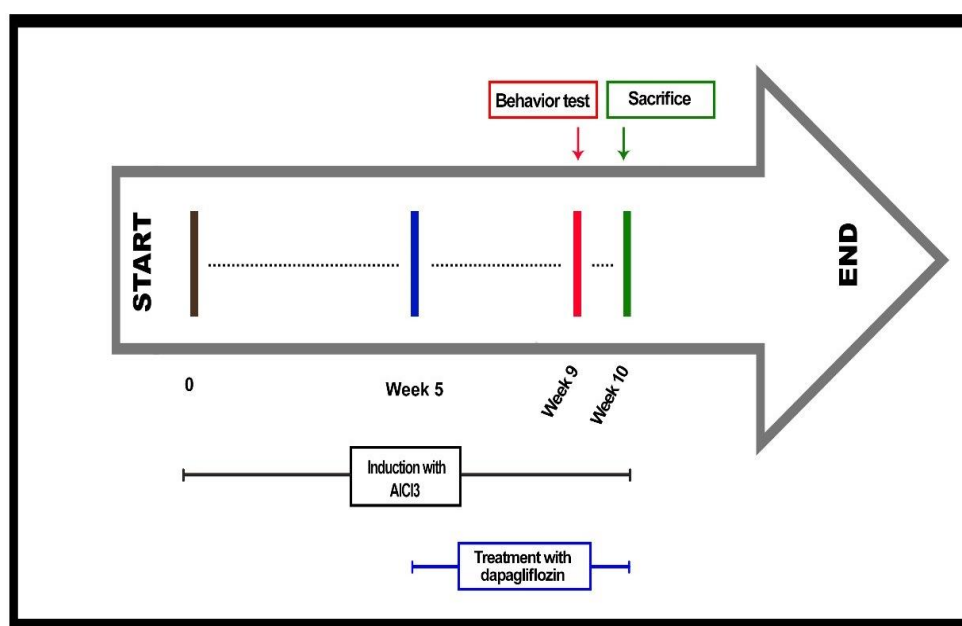 Behavior test
Sacrifice
START
END
0
Week 5
Week 9
Week 10
Induction with
AlCl3
Treatment with
dapagliflozin